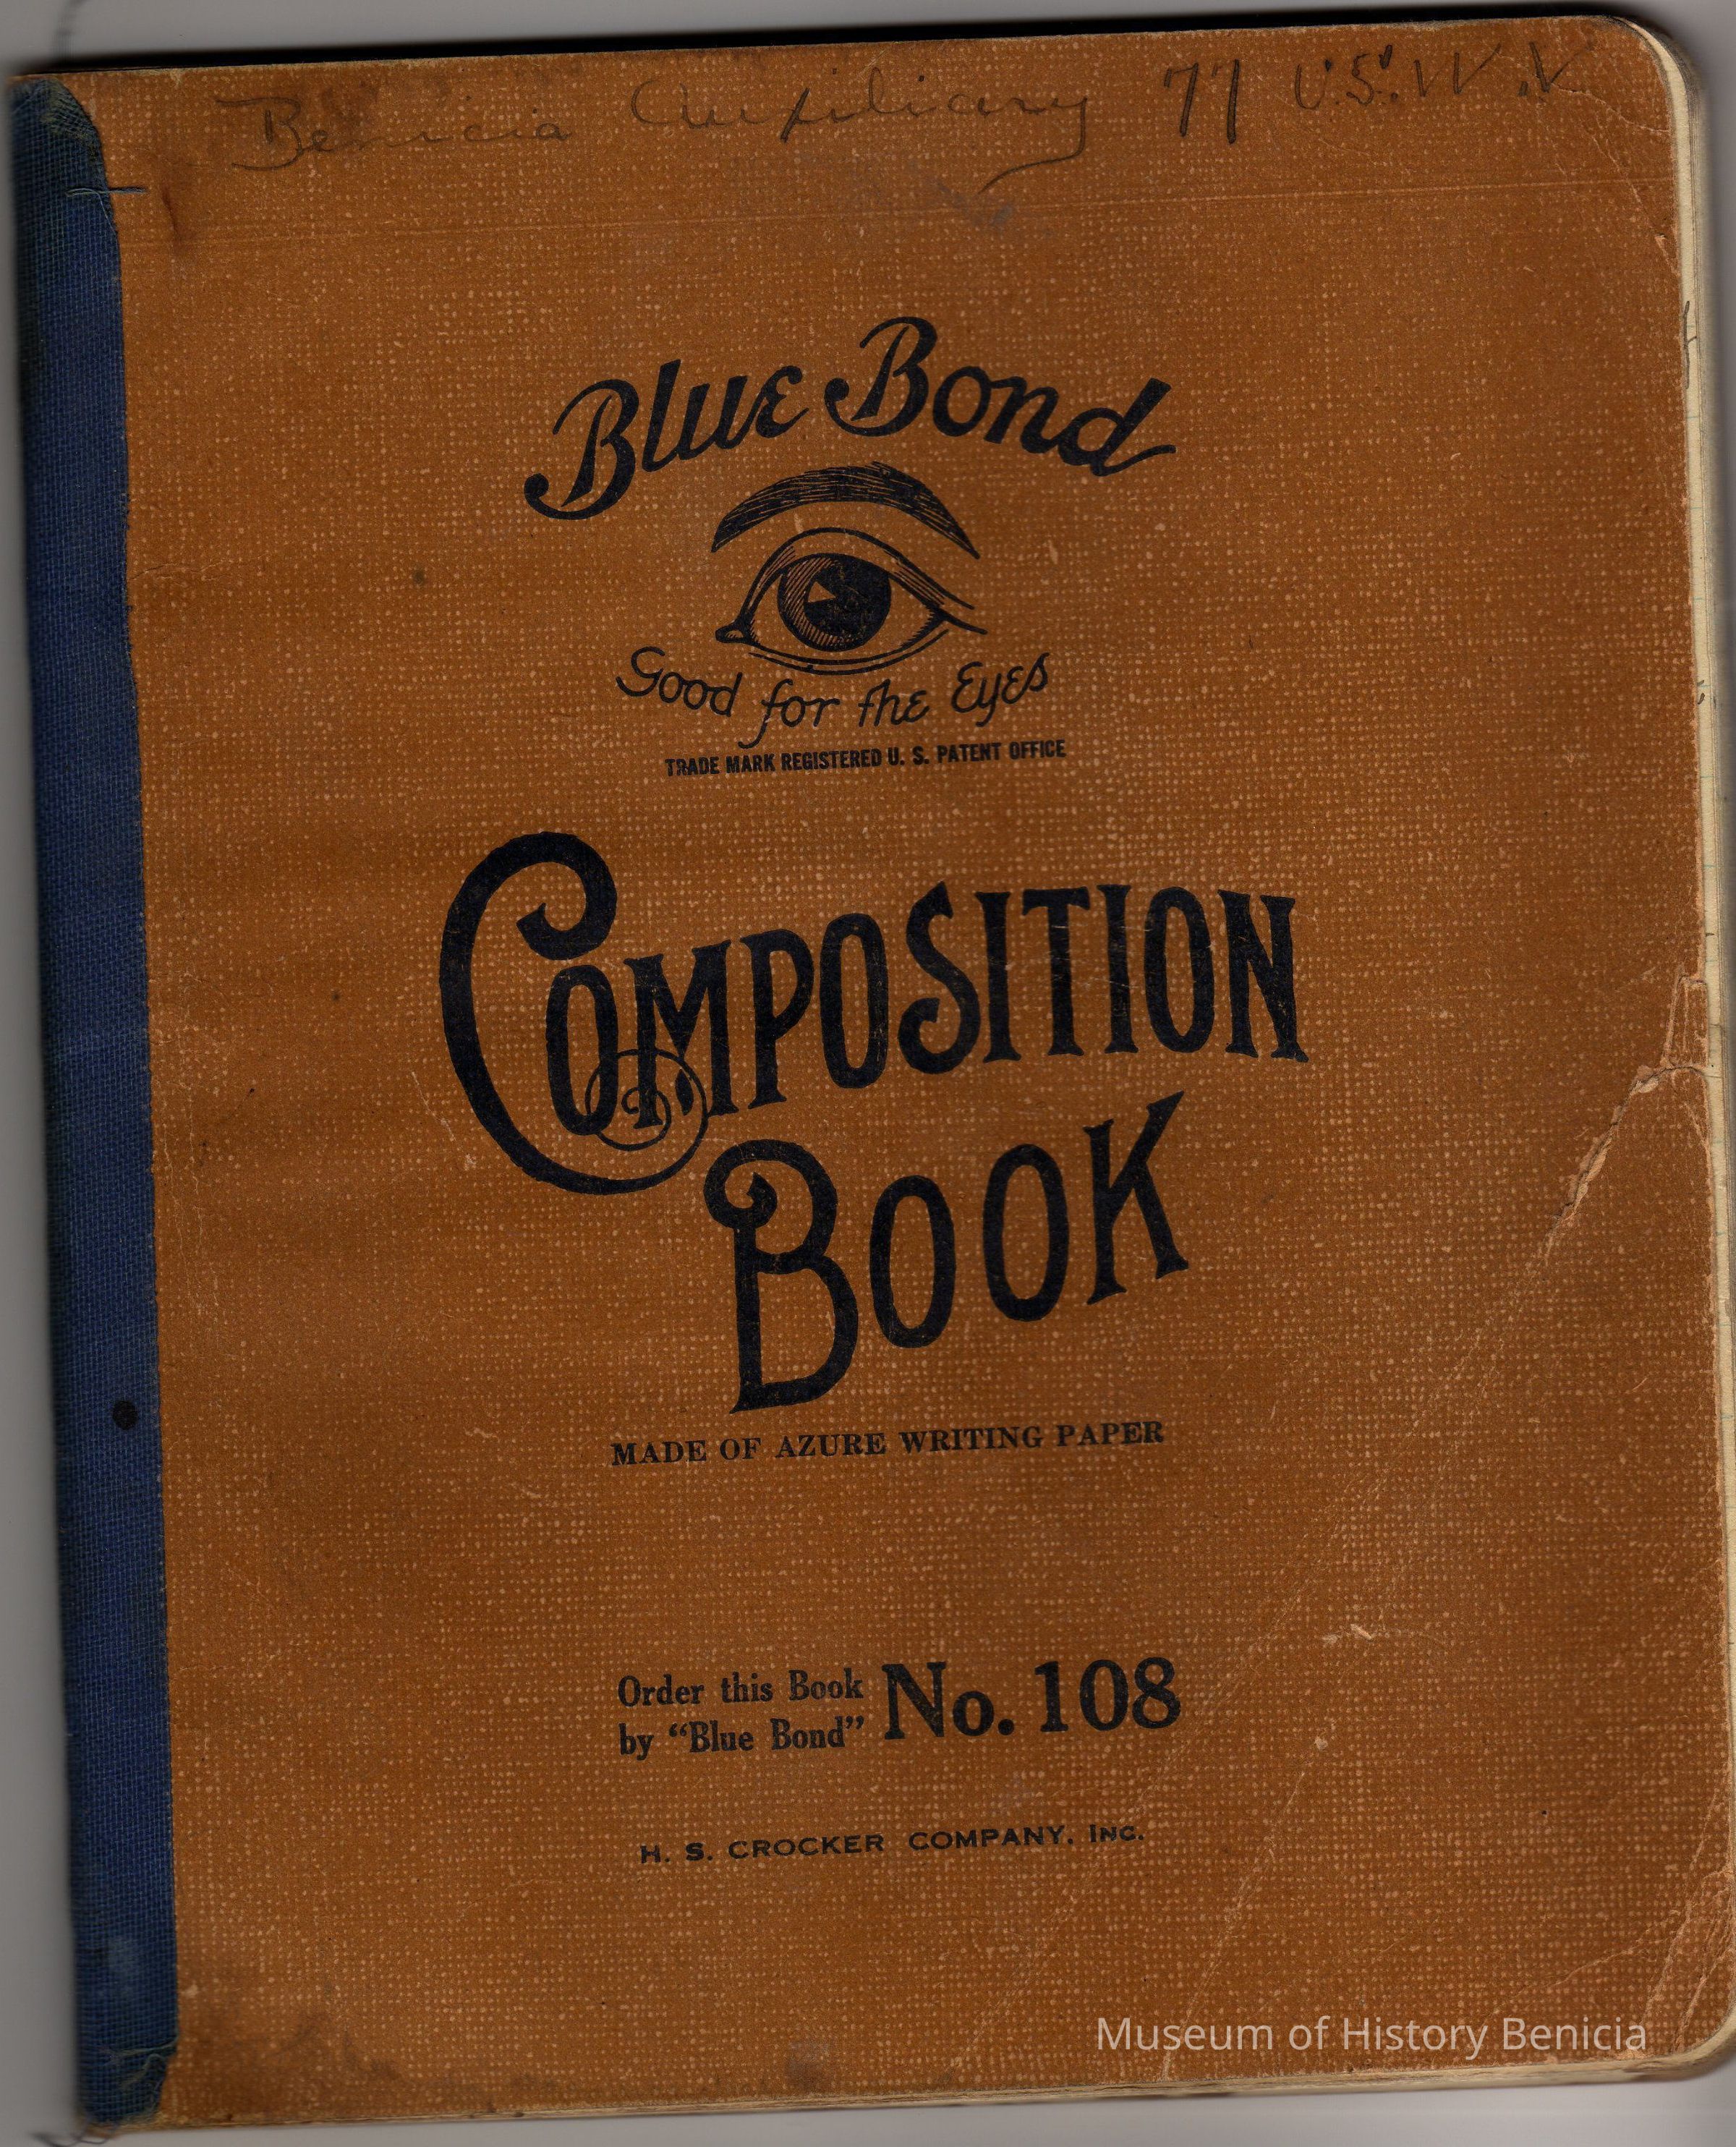 Benicia Auxiliary 77 U.S.W.V.
Blue Bond
Good for the Eyes
TRADE MARK REGISTERED U. S. PATENT OFFICE
COMPOSITION
BOOK
MADE OF AZURE WRITING PAPER
Order this Book
by “Blue Bond” No. 108
H. S. CROCKER COMPANY, INC.
Museum of History Benicia